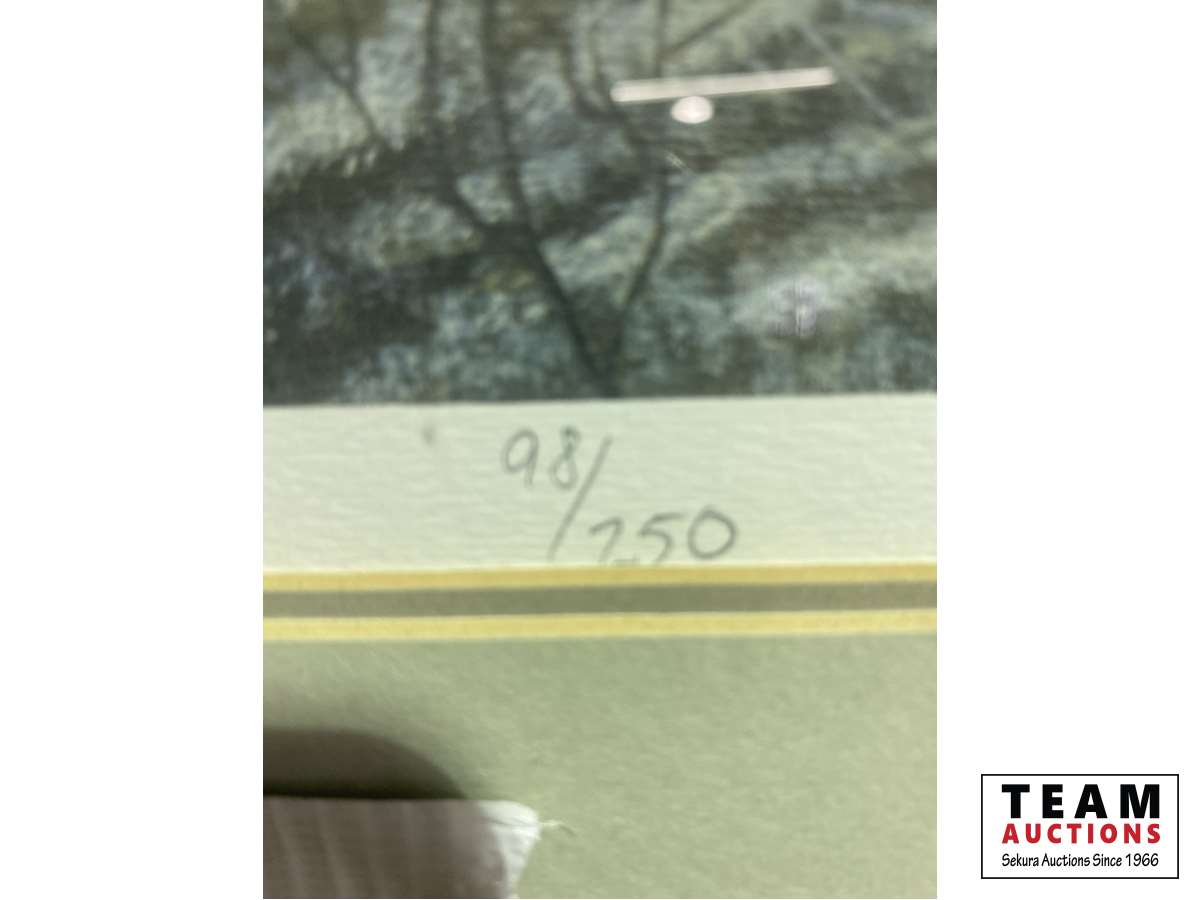 98/250
TEAM
AUCTIONS
Sekura Auctions Since 1966